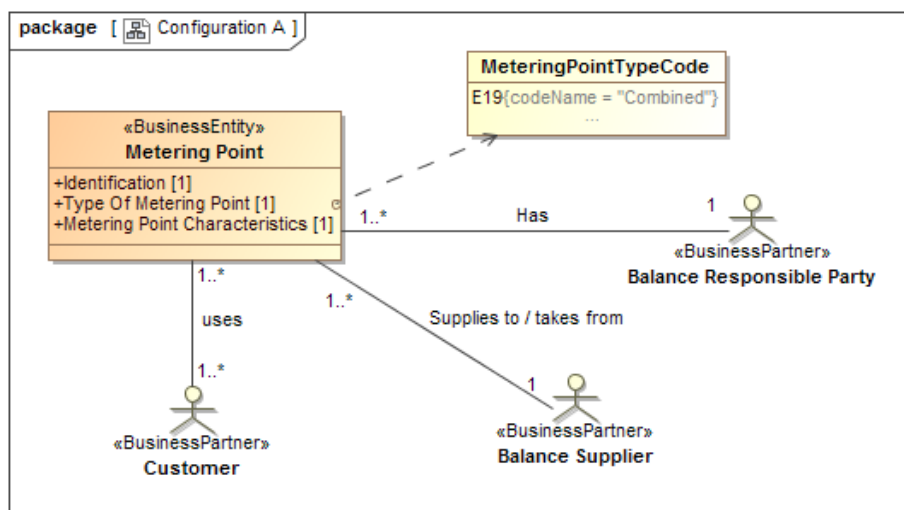 package [ Configuration A ]
MeteringPointTypeCode
E19{codeName = "Combined"}
...
«BusinessEntity»
Metering Point
+Identification [1]
+Type Of Metering Point [1]
+Metering Point Characteristics [1]
1..*
Has
1
«BusinessPartner»
Balance Responsible Party
1..*
1..*
uses
Supplies to / takes from
1..*
1
«BusinessPartner»
Customer
«BusinessPartner»
Balance Supplier